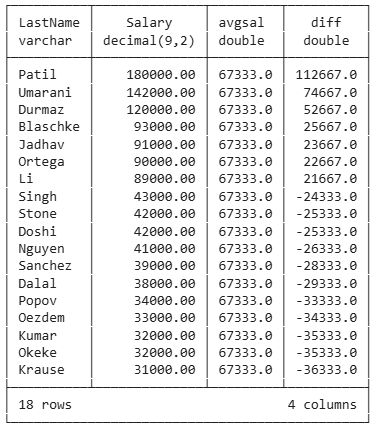 LastName Salary avgsal diff
varchar decimal(9,2) double double
Patil 180000.00 67333.0 112667.0
Umarani 142000.00 67333.0 74667.0
Durmaz 120000.00 67333.0 52667.0
Blaschke 93000.00 67333.0 25667.0
Jadhav 91000.00 67333.0 23667.0
Ortega 90000.00 67333.0 22667.0
Li 89000.00 67333.0 21667.0
Singh 43000.00 67333.0 -24333.0
Stone 42000.00 67333.0 -25333.0
Doshi 42000.00 67333.0 -25333.0
Nguyen 41000.00 67333.0 -26333.0
Sanchez 39000.00 67333.0 -28333.0
Dalal 38000.00 67333.0 -29333.0
Popov 34000.00 67333.0 -33333.0
Oezdem 33000.00 67333.0 -34333.0
Kumar 32000.00 67333.0 -35333.0
Okeke 32000.00 67333.0 -35333.0
Krause 31000.00 67333.0 -36333.0
18 rows 4 columns